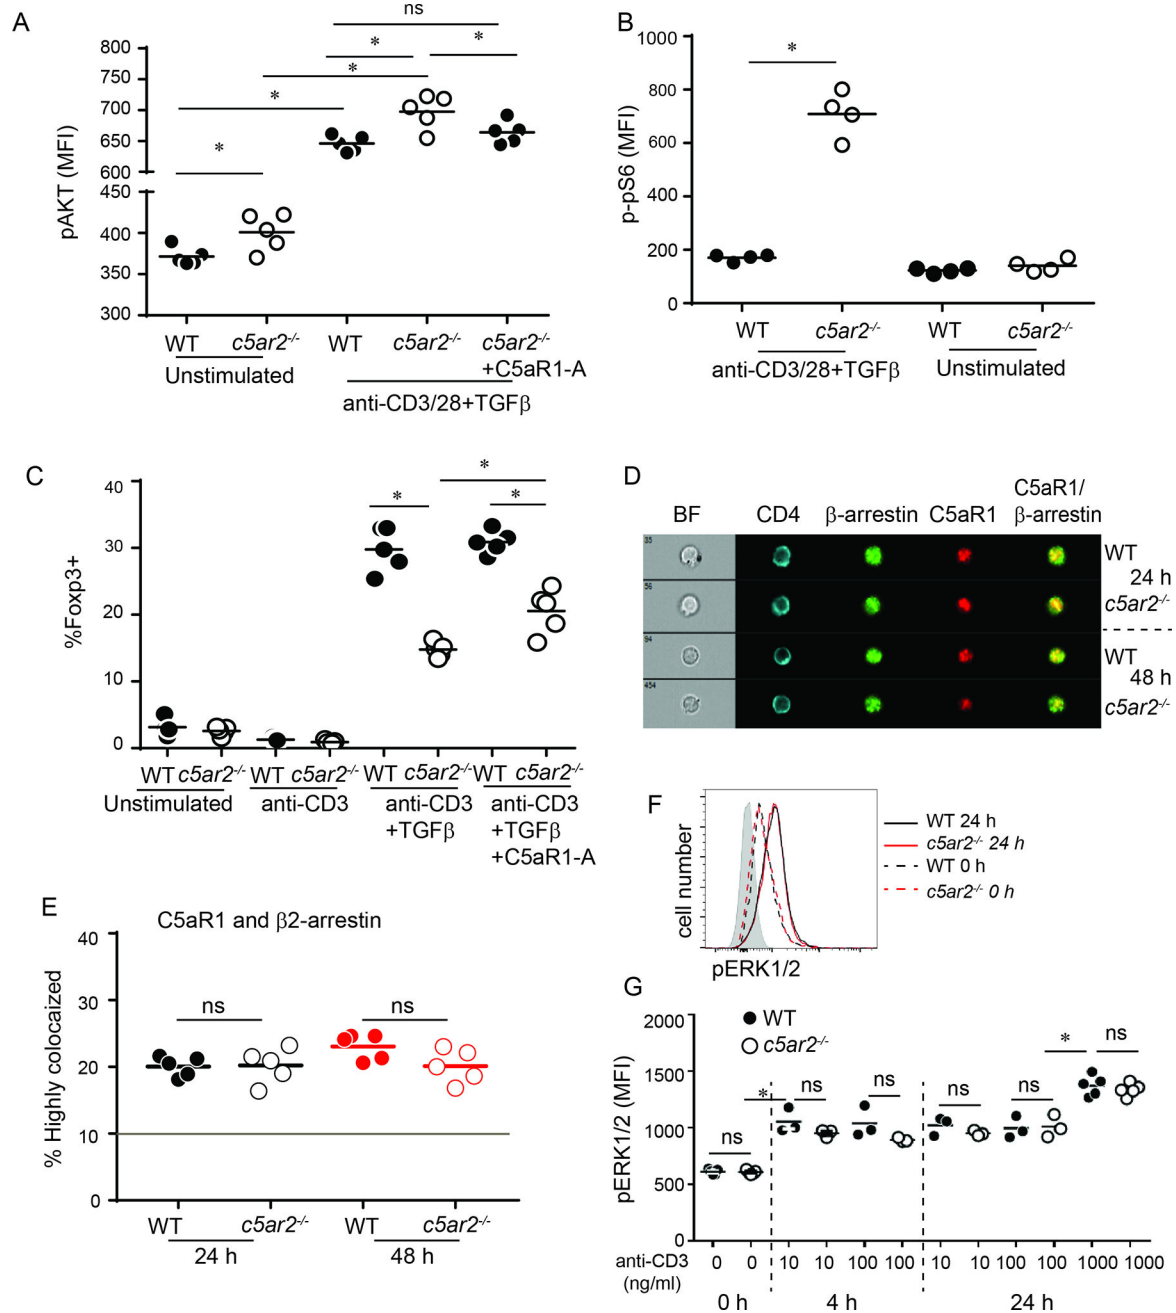 A
pAKT (MFI)
800
750
700
650
600
450
400
350
300
ns
*
*
*
*
*
WT
c5ar2-/-
WT
c5ar2-/-
c5ar2-/-
+C5aR1-A
Unstimulated
anti-CD3/28+TGFβ
B
p-pS6 (MFI)
1000
800
600
400
200
0
*
WT
c5ar2-/-
WT
c5ar2-/-
anti-CD3/28+TGFβ
Unstimulated
C
%Foxp3+
40
30
20
10
0
*
*
*
WT c5ar2-/- WT c5ar2-/- WT c5ar2-/- WT c5ar2-/-
Unstimulated
anti-CD3
anti-CD3
+TGFβ
anti-CD3
+TGFβ
+C5aR1-A
D
BF
CD4
β-arrestin
C5aR1
C5aR1/
β-arrestin
35
56
94
454
WT
24 h
c5ar2-/-
WT
48 h
c5ar2-/-
E
C5aR1 and β2-arrestin
% Highly colocaized
40
30
20
10
0
ns
ns
WT
c5ar2-/-
WT
c5ar2-/-
24 h
48 h
F
cell number
pERK1/2
WT 24 h
c5ar2-/- 24 h
WT 0 h
c5ar2-/- 0 h
G
WT
c5ar2-/-
pERK1/2 (MFI)
2000
1500
1000
500
0
ns
*
ns
ns
ns
ns
*
ns
anti-CD3
(ng/ml)
0 0 10 10 100 100 10 10 100 100 1000 1000
0 h
4 h
24 h